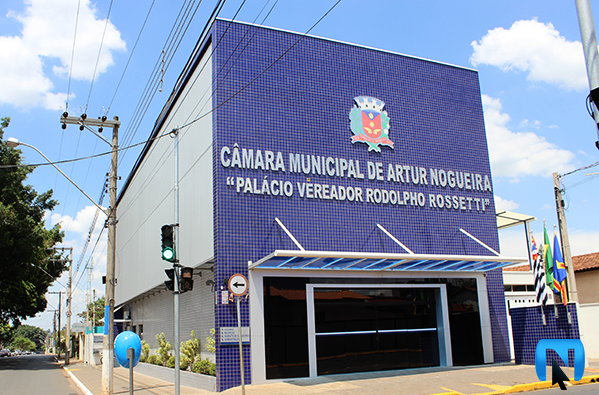 CÂMARA MUNICIPAL DE ARTUR NOGUEIRA
“PALÁCIO VEREADOR RODOLPHO ROSSETTI”